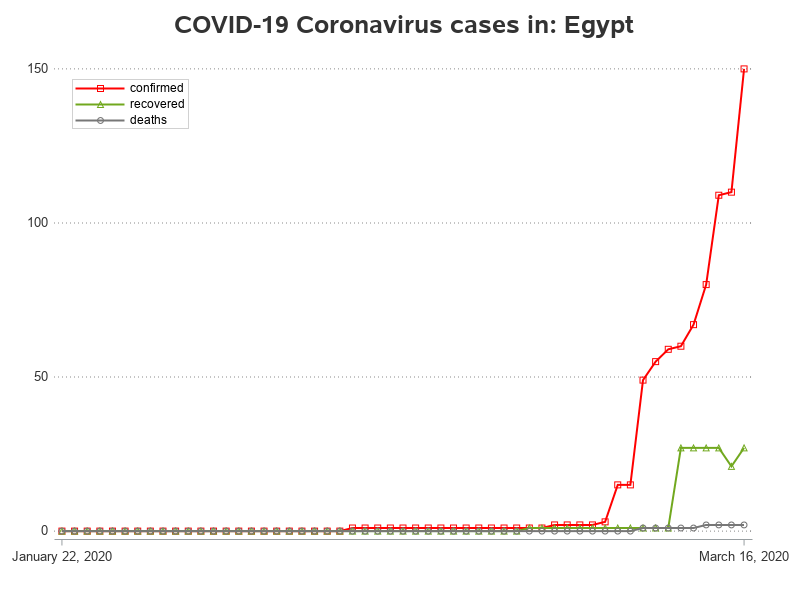 COVID-19 Coronavirus cases in: Egypt
150
confirmed
recovered
deaths
100
50
0
January 22, 2020
March 16, 2020